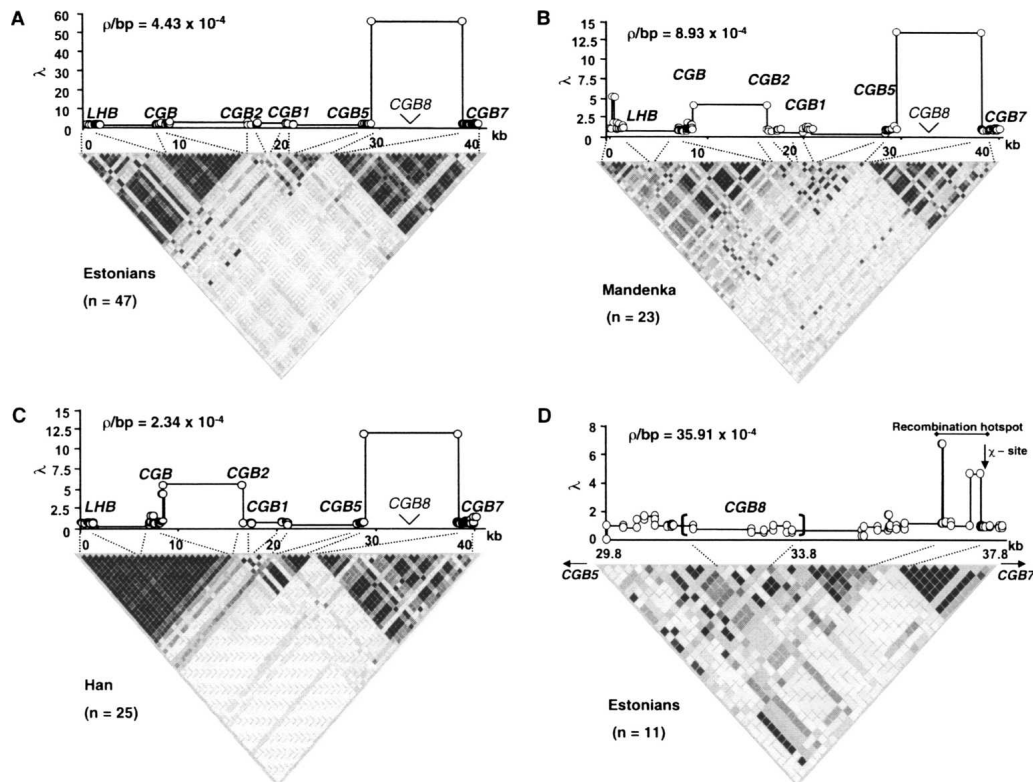 A
ρ/bp = 4.43 x 10⁻⁴
60
50
40
30
20
10
0
λ
LHB
CGB
CGB2
CGB1
CGB5
CGB8
CGB7
0
10
20
30
40
kb
Estonians
(n = 47)
B
ρ/bp = 8.93 x 10⁻⁴
15
12.5
10
7.5
5
2.5
0
λ
LHB
CGB
CGB2
CGB1
CGB5
CGB8
CGB7
0
10
20
30
40
kb
Mandenka
(n = 23)
C
ρ/bp = 2.34 x 10⁻⁴
15
12.5
10
7.5
5
2.5
0
λ
LHB
CGB
CGB2
CGB1
CGB5
CGB8
CGB7
0
10
20
30
40
kb
Han
(n = 25)
D
ρ/bp = 35.91 x 10⁻⁴
Recombination hotspot
χ – site
8
6
4
2
0
λ
CGB8
kb
29.8
33.8
37.8
CGB5
CGB7
Estonians
(n = 11)